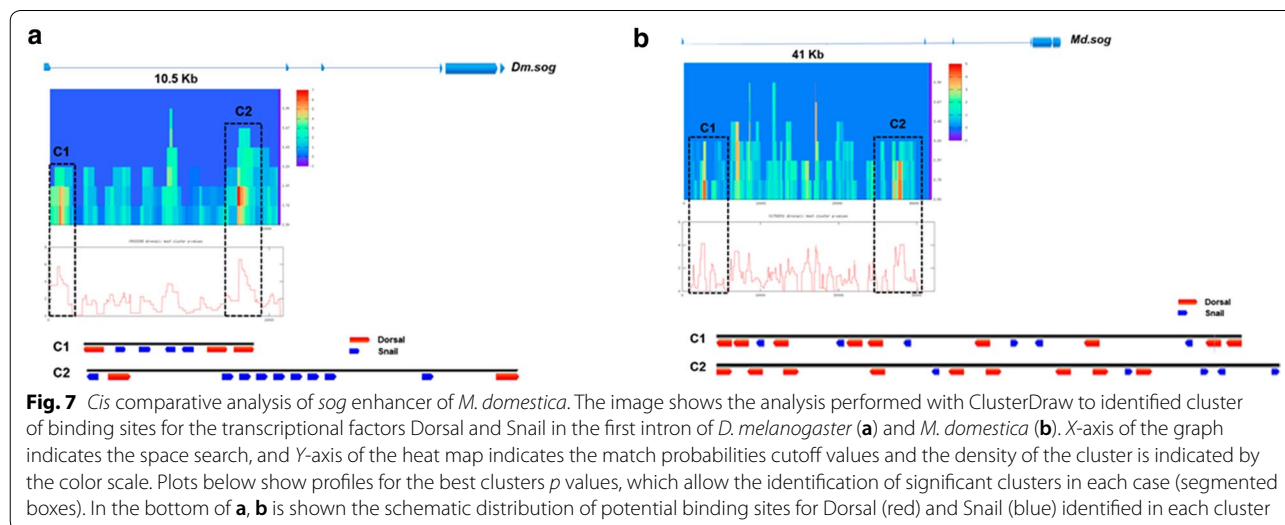 a
Dm.sog
10.5 Kb
C1
C2
Dorsal
Snail
C1
C2
b
Md.sog
41 Kb
C1
C2
Dorsal
Snail
C1
C2
Fig. 7 Cis comparative analysis of sog enhancer of M. domestica. The image shows the analysis performed with ClusterDraw to identified cluster
of binding sites for the transcriptional factors Dorsal and Snail in the first intron of D. melanogaster (a) and M. domestica (b). X-axis of the graph
indicates the space search, and Y-axis of the heat map indicates the match probabilities cutoff values and the density of the cluster is indicated by
the color scale. Plots below show profiles for the best clusters p values, which allow the identification of significant clusters in each case (segmented
boxes). In the bottom of a, b is shown the schematic distribution of potential binding sites for Dorsal (red) and Snail (blue) identified in each cluster